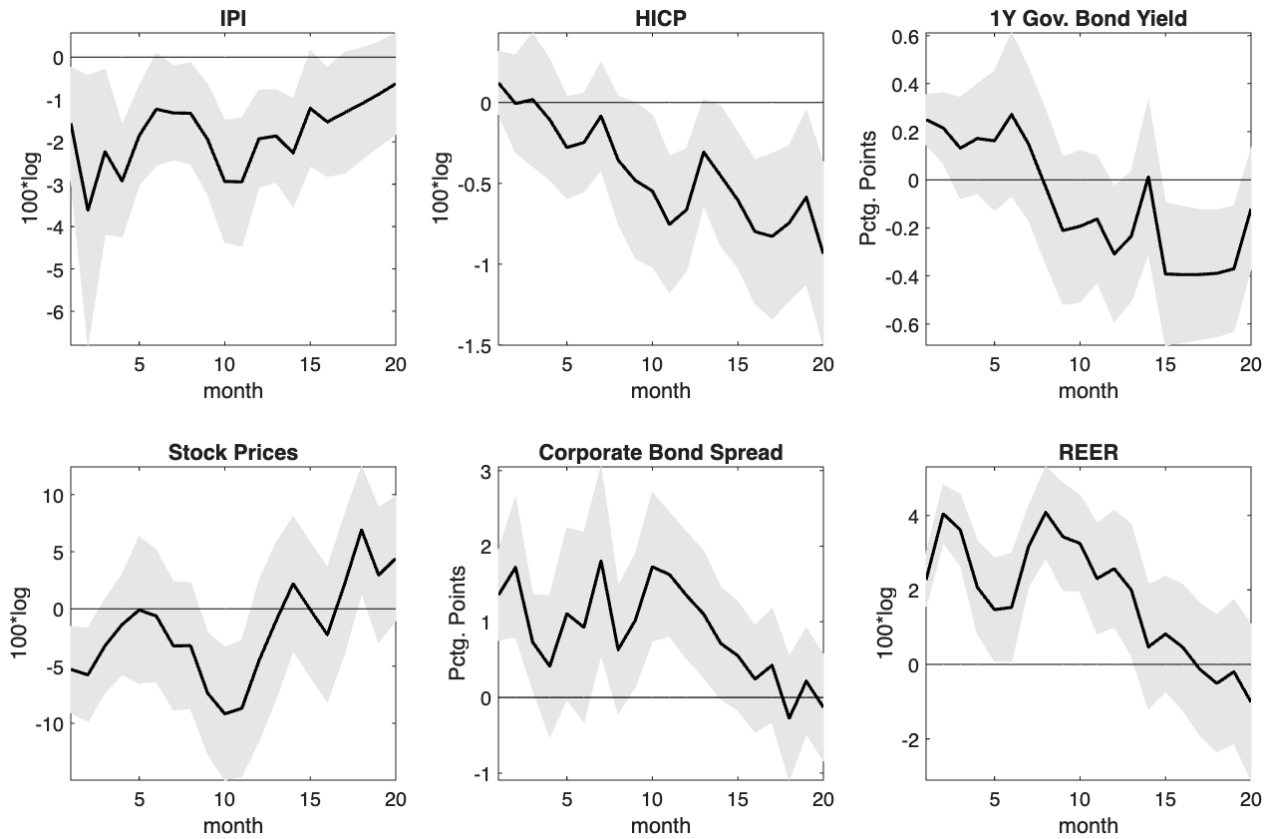 IPI
0
-1
-2
-3
-4
-5
-6
100*log
5 10 15 20
month
HICP
0
-0.5
-1
-1.5
100*log
5 10 15 20
month
1Y Gov. Bond Yield
0.6
0.4
0.2
0
-0.2
-0.4
-0.6
Pctg. Points
5 10 15 20
month
Stock Prices
10
5
0
-5
-10
100*log
5 10 15 20
month
Corporate Bond Spread
3
2
1
0
-1
Pctg. Points
5 10 15 20
month
REER
4
2
0
-2
100*log
5 10 15 20
month